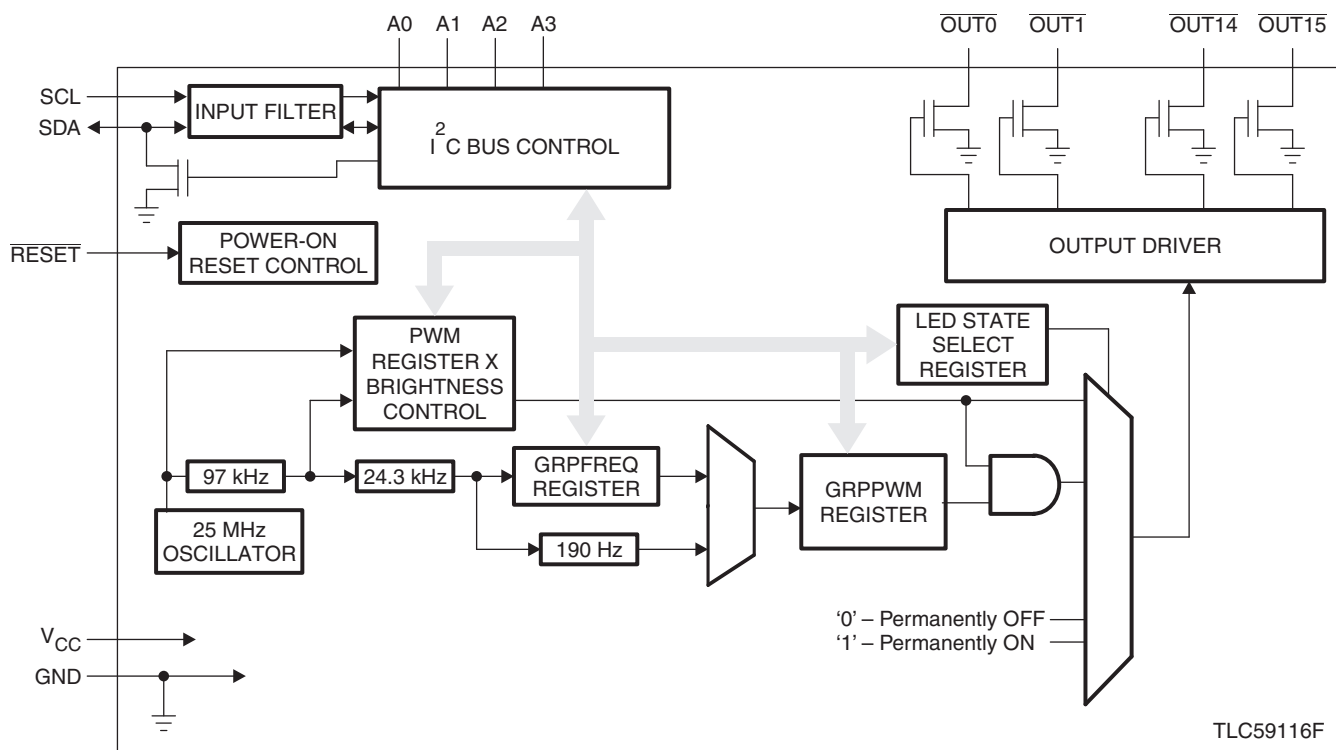 A0 A1 A2 A3
OUT0 OUT1 OUT14 OUT15
SCL
SDA
INPUT FILTER
I2C BUS CONTROL
RESET
POWER-ON
RESET CONTROL
OUTPUT DRIVER
PWM
REGISTER X
BRIGHTNESS
CONTROL
LED STATE
SELECT
REGISTER
97 kHz
24.3 kHz
GRPFREQ
REGISTER
GRPPWM
REGISTER
25 MHz
OSCILLATOR
190 Hz
‘0’ – Permanently OFF
‘1’ – Permanently ON
VCC
GND
TLC59116F